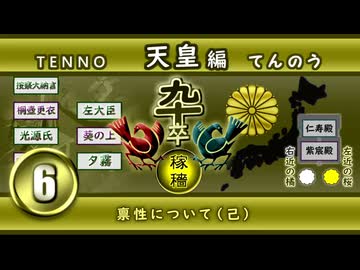 TENNO 天皇編 てんのう
按察大納言
桐壺更衣
左大臣
光源氏
葵の上
夕霧
卆
卒
稼穡
仁寿殿
紫宸殿
右近の橘
左近の桜
6
禀性について(己)